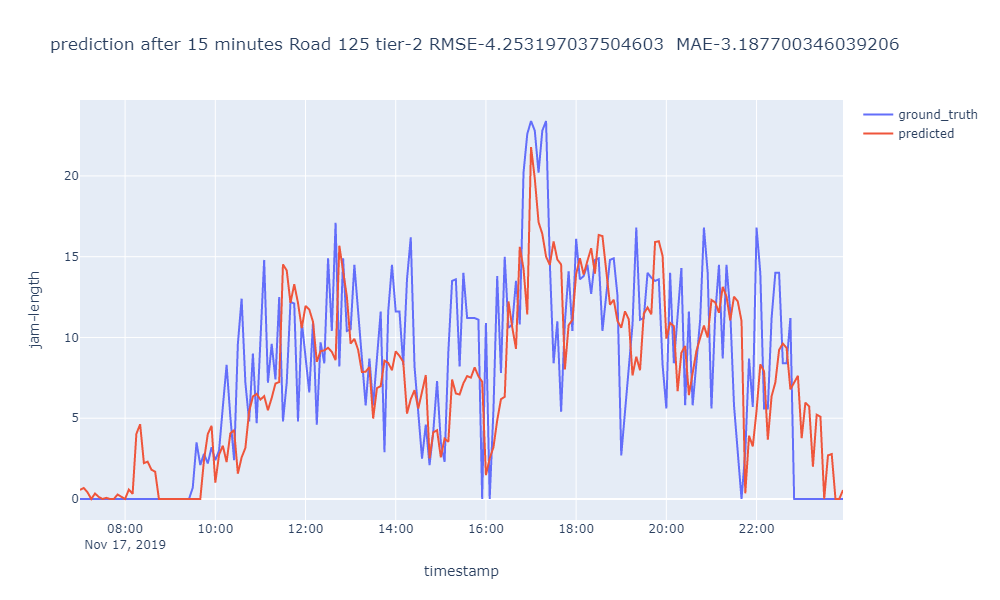 prediction after 15 minutes Road 125 tier-2 RMSE-4.253197037504603  MAE-3.187700346039206
ground_truth
predicted
jam-length
20
15
10
5
0
08:00 10:00 12:00 14:00 16:00 18:00 20:00 22:00
Nov 17, 2019
timestamp